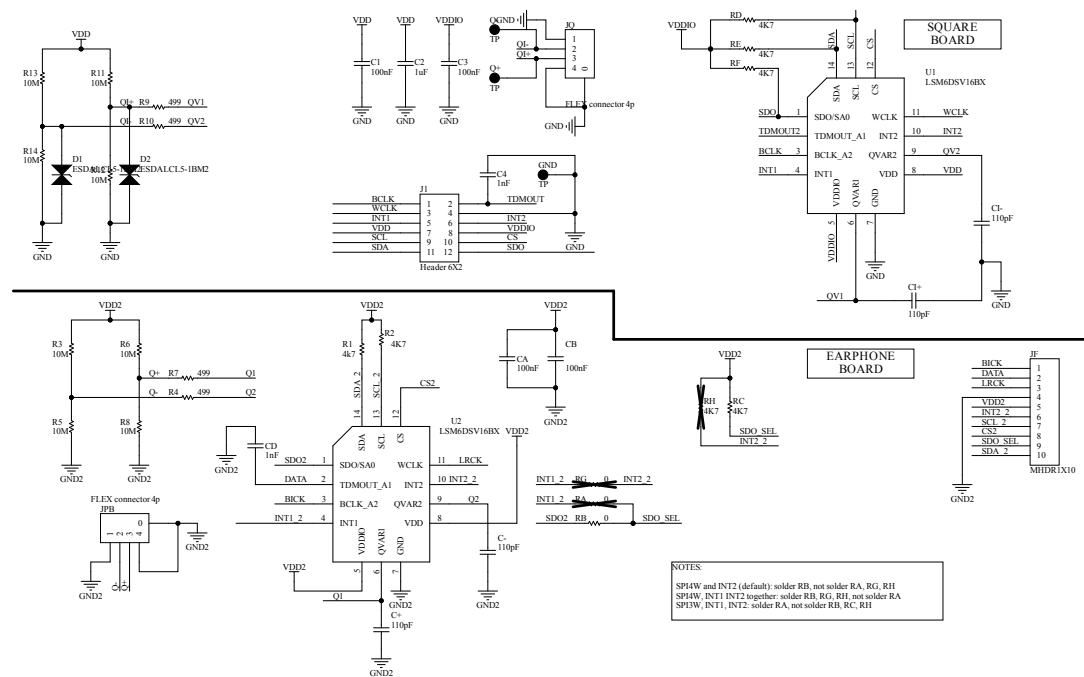 VDD
R13
10M
R11
10M
QI+ R9 499 QV1
QI- R10 499 QV2
R14
10M
D1
ESDALCL5-1BM2
R12
10M
D2
ESDALCL5-1BM2
GND
GND
VDD
C1
100nF
GND
VDD
C2
1uF
GND
VDDIO
C3
100nF
GND
Q-
TP
GND
JQ
QI-
QI+
1
2
3
4
0
Q+
TP
FLEX connector 4p
GND
C4
1nF
GND
TP
J1
BCLK 1 2 TDMOUT
WCLK 3 4
INT1 5 6 INT2
VDD 7 8 VDDIO
SCL 9 10 CS
SDA 11 12 SDO
Header 6X2
GND
VDDIO
RD
4K7
RE
4K7
RF
4K7
SDA
SCL
CS
14
13
12
SQUARE
BOARD
U1
LSM6DSV16BX
SDA
SCL
CS
SDO 1 SDO/SA0 WCLK 11 WCLK
TDMOUT2 2 TDMOUT_A1 INT2 10 INT2
BCLK 3 BCLK_A2 QVAR2 9 QV2
INT1 4 INT1 VDD 8 VDD
VDDIO
QVAR1
GND
5
6
7
VDDIO
GND
CI-
110pF
QV1
CI+
110pF
GND
VDD2
R3
10M
R6
10M
Q+ R7 499 Q1
Q- R4 499 Q2
R5
10M
R8
10M
GND2
GND2
FLEX connector 4p
JPB
0
1
2
3
4
GND2
GND2
Q-
Q+
VDD2
R1
4k7
R2
4K7
SDA_2
SCL_2
CS2
14
13
12
U2
LSM6DSV16BX
VDD2
GND2
CD
1nF
SDA
SCL
CS
SDO2 1 SDO/SA0 WCLK 11 LRCK
DATA 2 TDMOUT_A1 INT2 10 INT2_2
BICK 3 BCLK_A2 QVAR2 9 Q2
INT1_2 4 INT1 VDD 8
VDDIO
QVAR1
GND
5
6
7
VDD2
Q1
GND2
C-
110pF
GND2
C+
110pF
GND2
VDD2
CA
100nF
CB
100nF
GND2
INT1_2 RG 0 INT2_2
INT1_2 RA 0
SDO2 RB 0 SDO_SEL
VDD2
RH
4K7
RC
4K7
SDO_SEL
INT2_2
EARPHONE
BOARD
JF
BICK 1
DATA 2
LRCK 3
4
VDD2 5
INT2_2 6
SCL_2 7
CS2 8
SDO_SEL 9
SDA_2 10
MHDR1X10
GND2
NOTES:
SPI4W and INT2 (default): solder RB, not solder RA, RG, RH
SPI4W, INT1 INT2 together: solder RB, RG, RH, not solder RA
SPI3W, INT1, INT2: solder RA, not solder RB, RC, RH